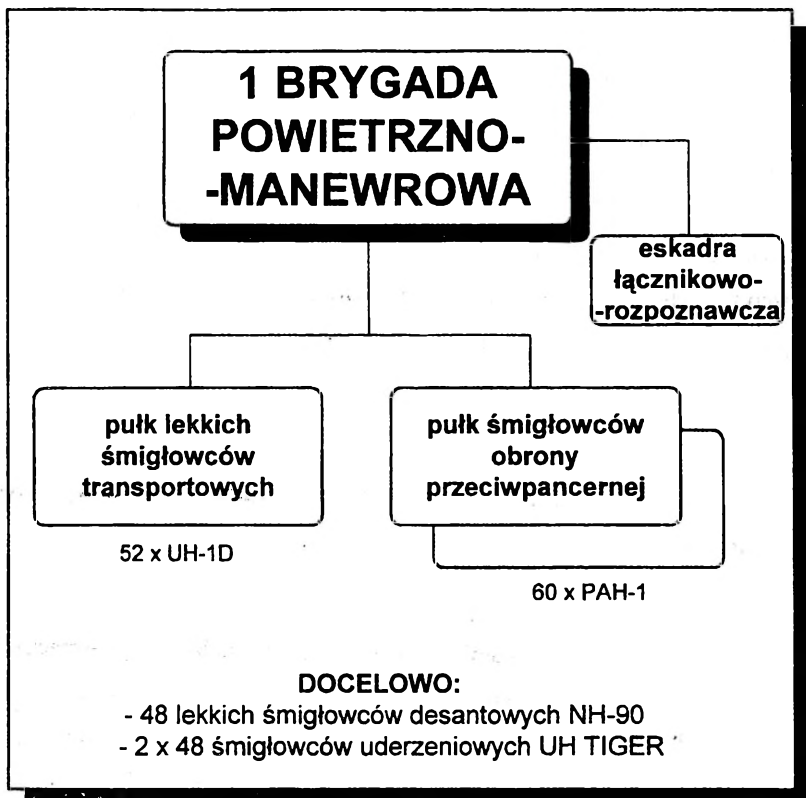 1 BRYGADA
POWIETRZNO-
-MANEWROWA
eskadra
łącznikowo-
-rozpoznawcza
pułk lekkich
śmigłowców
transportowych
pułk śmigłowców
obrony
przeciwpancernej
52 x UH-1D
60 x PAH-1
DOCELOWO:
- 48 lekkich śmigłowców desantowych NH-90
- 2 x 48 śmigłowców uderzeniowych UH TIGER